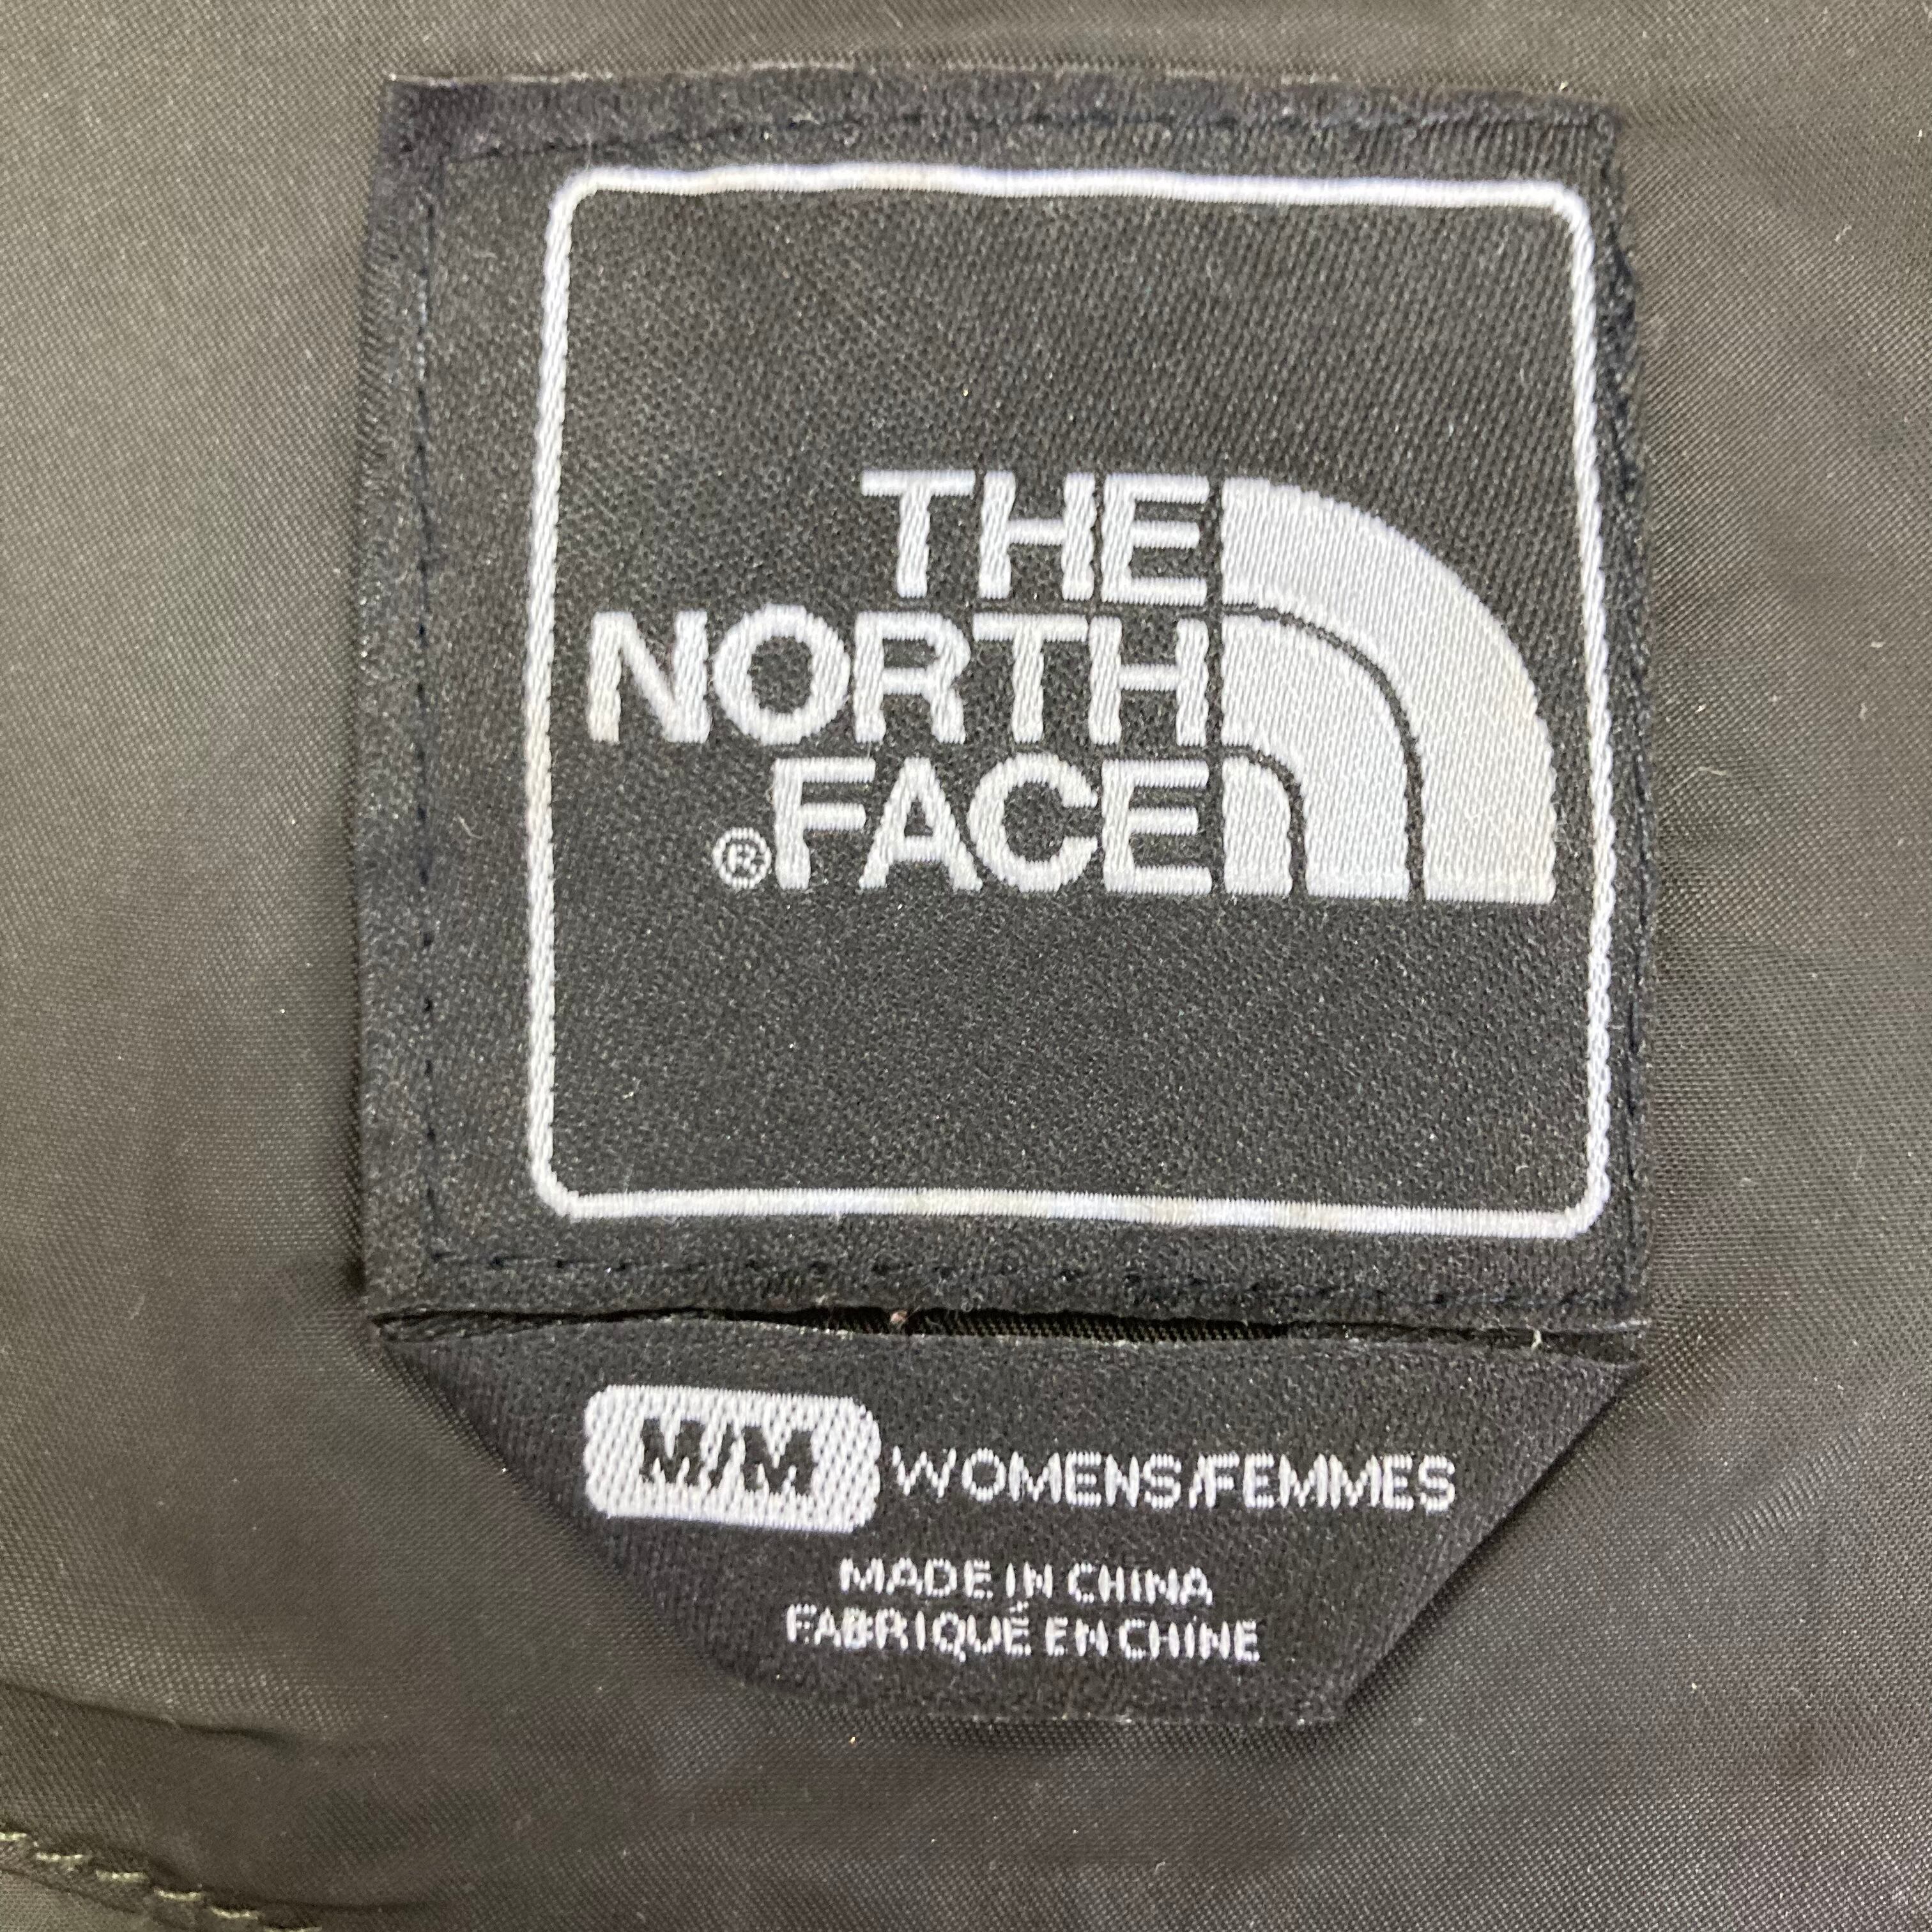 THE
NORTH
®FACE
M/M WOMENS/FEMMES
MADE IN CHINA
FABRIQUÉ EN CHINE